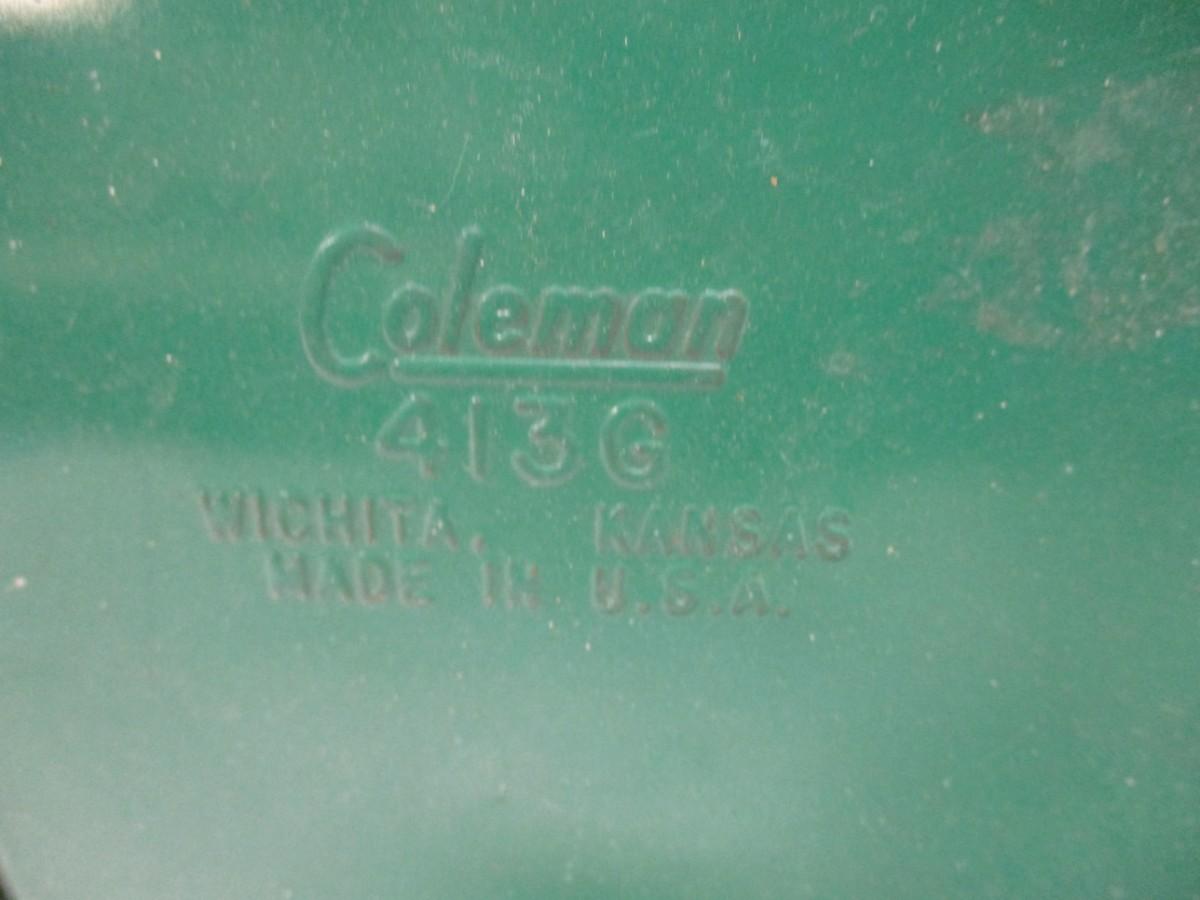 Coleman
413G
WICHITA, KANSAS
MADE IN U.S.A.